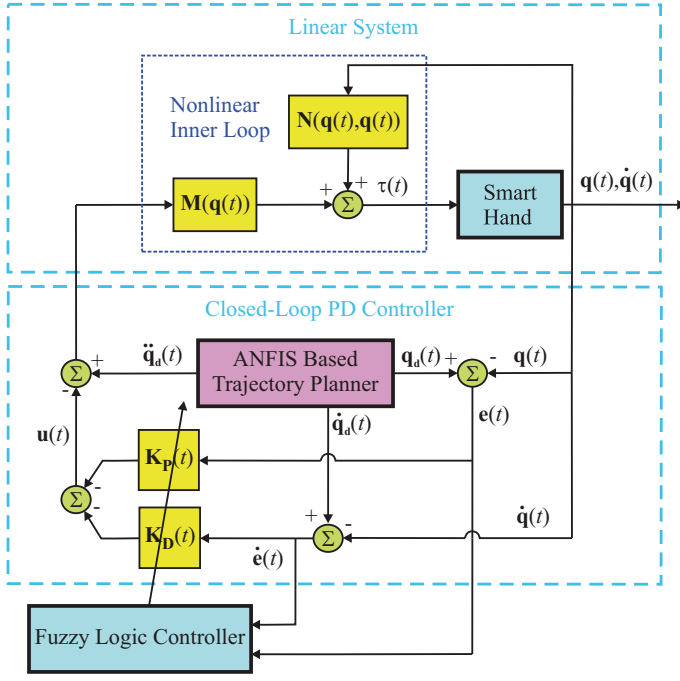 Linear System
Nonlinear
Inner Loop
N(q(t),q(t))
+
+
τ(t)
M(q(t))
Σ
Smart
Hand
q(t),q̇(t)
Closed-Loop PD Controller
Σ
+
-
q̈d(t)
ANFIS Based
Trajectory Planner
qd(t)
+
Σ
-
q(t)
q̇d(t)
e(t)
u(t)
KP(t)
Σ
-
-
KD(t)
+
Σ
-
q̇(t)
ė(t)
Fuzzy Logic Controller